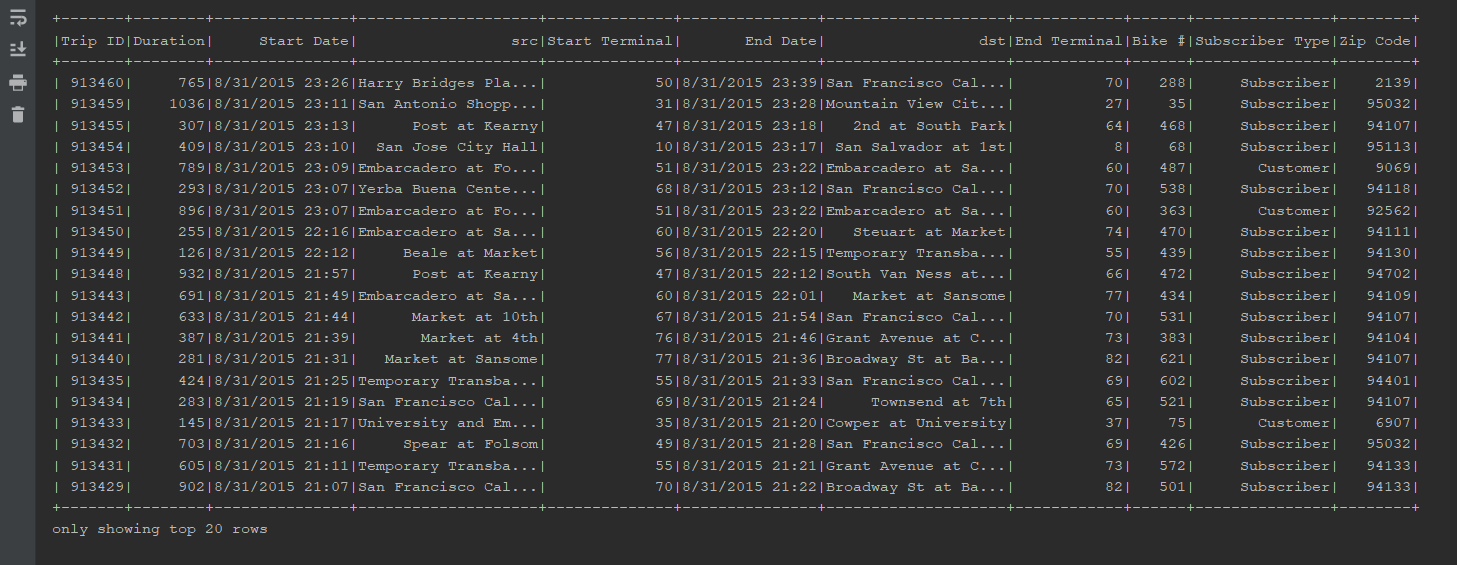 +-------+--------+---------------+--------------------+--------------+---------------+--------------------+------------+------+---------------+--------+
|Trip ID|Duration|     Start Date|                 src|Start Terminal|       End Date|                 dst|End Terminal|Bike #|Subscriber Type|Zip Code|
+-------+--------+---------------+--------------------+--------------+---------------+--------------------+------------+------+---------------+--------+
| 913460|     765|8/31/2015 23:26|Harry Bridges Pla...|            50|8/31/2015 23:39|San Francisco Cal...|          70|   288|     Subscriber|    2139|
| 913459|    1036|8/31/2015 23:11|San Antonio Shopp...|            31|8/31/2015 23:28|Mountain View Cit...|          27|    35|     Subscriber|   95032|
| 913455|     307|8/31/2015 23:13|      Post at Kearny|            47|8/31/2015 23:18|   2nd at South Park|          64|   468|     Subscriber|   94107|
| 913454|     409|8/31/2015 23:10|  San Jose City Hall|            10|8/31/2015 23:17| San Salvador at 1st|           8|    68|     Subscriber|   95113|
| 913453|     789|8/31/2015 23:09|Embarcadero at Fo...|            51|8/31/2015 23:22|Embarcadero at Sa...|          60|   487|       Customer|    9069|
| 913452|     293|8/31/2015 23:07|Yerba Buena Cente...|            68|8/31/2015 23:12|San Francisco Cal...|          70|   538|     Subscriber|   94118|
| 913451|     896|8/31/2015 23:07|Embarcadero at Fo...|            51|8/31/2015 23:22|Embarcadero at Sa...|          60|   363|       Customer|   92562|
| 913450|     255|8/31/2015 22:16|Embarcadero at Sa...|            60|8/31/2015 22:20|   Steuart at Market|          74|   470|     Subscriber|   94111|
| 913449|     126|8/31/2015 22:12|     Beale at Market|            56|8/31/2015 22:15|Temporary Transba...|          55|   439|     Subscriber|   94130|
| 913448|     932|8/31/2015 21:57|      Post at Kearny|            47|8/31/2015 22:12|South Van Ness at...|          66|   472|     Subscriber|   94702|
| 913443|     691|8/31/2015 21:49|Embarcadero at Sa...|            60|8/31/2015 22:01|   Market at Sansome|          77|   434|     Subscriber|   94109|
| 913442|     633|8/31/2015 21:44|      Market at 10th|            67|8/31/2015 21:54|San Francisco Cal...|          70|   531|     Subscriber|   94107|
| 913441|     387|8/31/2015 21:39|       Market at 4th|            76|8/31/2015 21:46|Grant Avenue at C...|          73|   383|     Subscriber|   94104|
| 913440|     281|8/31/2015 21:31|   Market at Sansome|            77|8/31/2015 21:36|Broadway St at Ba...|          82|   621|     Subscriber|   94107|
| 913435|     424|8/31/2015 21:25|Temporary Transba...|            55|8/31/2015 21:33|San Francisco Cal...|          69|   602|     Subscriber|   94401|
| 913434|     283|8/31/2015 21:19|San Francisco Cal...|            69|8/31/2015 21:24|     Townsend at 7th|          65|   521|     Subscriber|   94107|
| 913433|     145|8/31/2015 21:17|University and Em...|            35|8/31/2015 21:20|Cowper at University|          37|    75|       Customer|    6907|
| 913432|     703|8/31/2015 21:16|     Spear at Folsom|            49|8/31/2015 21:28|San Francisco Cal...|          69|   426|     Subscriber|   95032|
| 913431|     605|8/31/2015 21:11|Temporary Transba...|            55|8/31/2015 21:21|Grant Avenue at C...|          73|   572|     Subscriber|   94133|
| 913429|     902|8/31/2015 21:07|San Francisco Cal...|            70|8/31/2015 21:22|Broadway St at Ba...|          82|   501|     Subscriber|   94133|
+-------+--------+---------------+--------------------+--------------+---------------+--------------------+------------+------+---------------+--------+
only showing top 20 rows